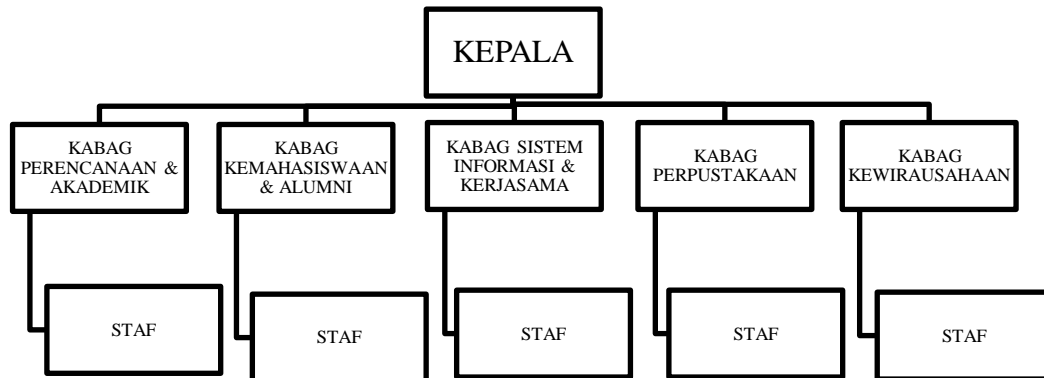 KEPALA
KABAG
PERENCANAAN &
AKADEMIK
KABAG
KEMAHASISWAAN
& ALUMNI
KABAG SISTEM
INFORMASI &
KERJASAMA
KABAG
PERPUSTAKAAN
KABAG
KEWIRAUSAHAAN
STAF
STAF
STAF
STAF
STAF